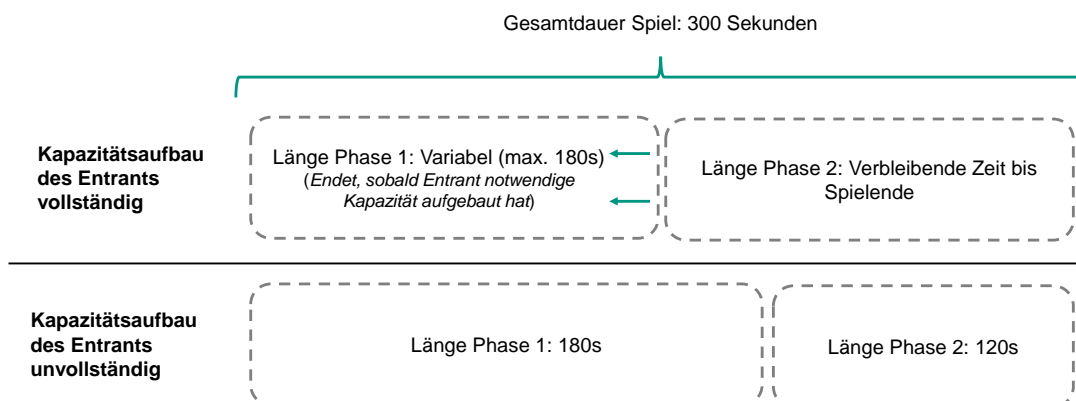 Gesamtdauer Spiel: 300 Sekunden
Kapazitätsaufbau
des Entrants
vollständig
Länge Phase 1: Variabel (max. 180s)
(Endet, sobald Entrant notwendige
Kapazität aufgebaut hat)
Länge Phase 2: Verbleibende Zeit bis
Spielende
Kapazitätsaufbau
des Entrants
unvollständig
Länge Phase 1: 180s
Länge Phase 2: 120s